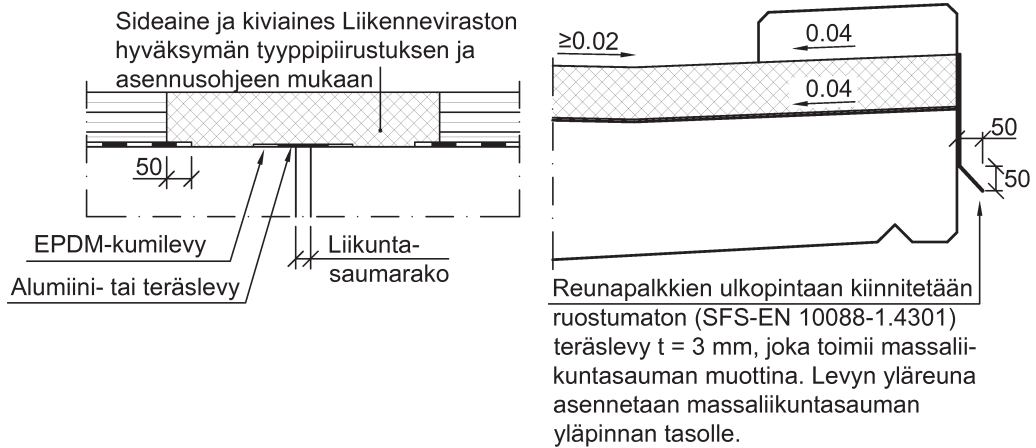 Sideaine ja kiviaines Liikenneviraston
hyväksymän tyyppipiirustuksen ja
asennusohjeen mukaan
50
EPDM-kumilevy
Alumiini- tai teräslevy
Liikunta-
saumarako
≥0.02
0.04
0.04
50
50
Reunapalkkien ulkopintaan kiinnitetään
ruostumaton (SFS-EN 10088-1.4301)
teräslevy t = 3 mm, joka toimii massalii-
kuntasauman muottina. Levyn yläreuna
asennetaan massaliikuntasauman
yläpinnan tasolle.